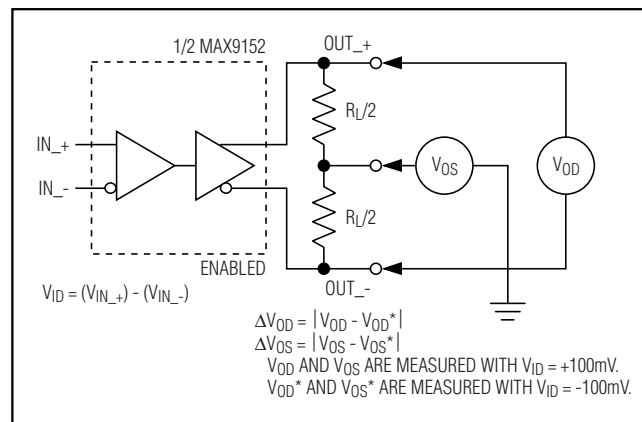 1/2 MAX9152
OUT_+
R_L/2
IN_+
V_OS
V_OD
IN_-
R_L/2
ENABLED
V_ID = (V_IN_+) - (V_IN_-)
OUT_-
ΔV_OD = |V_OD - V_OD*|
ΔV_OS = |V_OS - V_OS*|
V_OD AND V_OS ARE MEASURED WITH V_ID = +100mV.
V_OD* AND V_OS* ARE MEASURED WITH V_ID = -100mV.